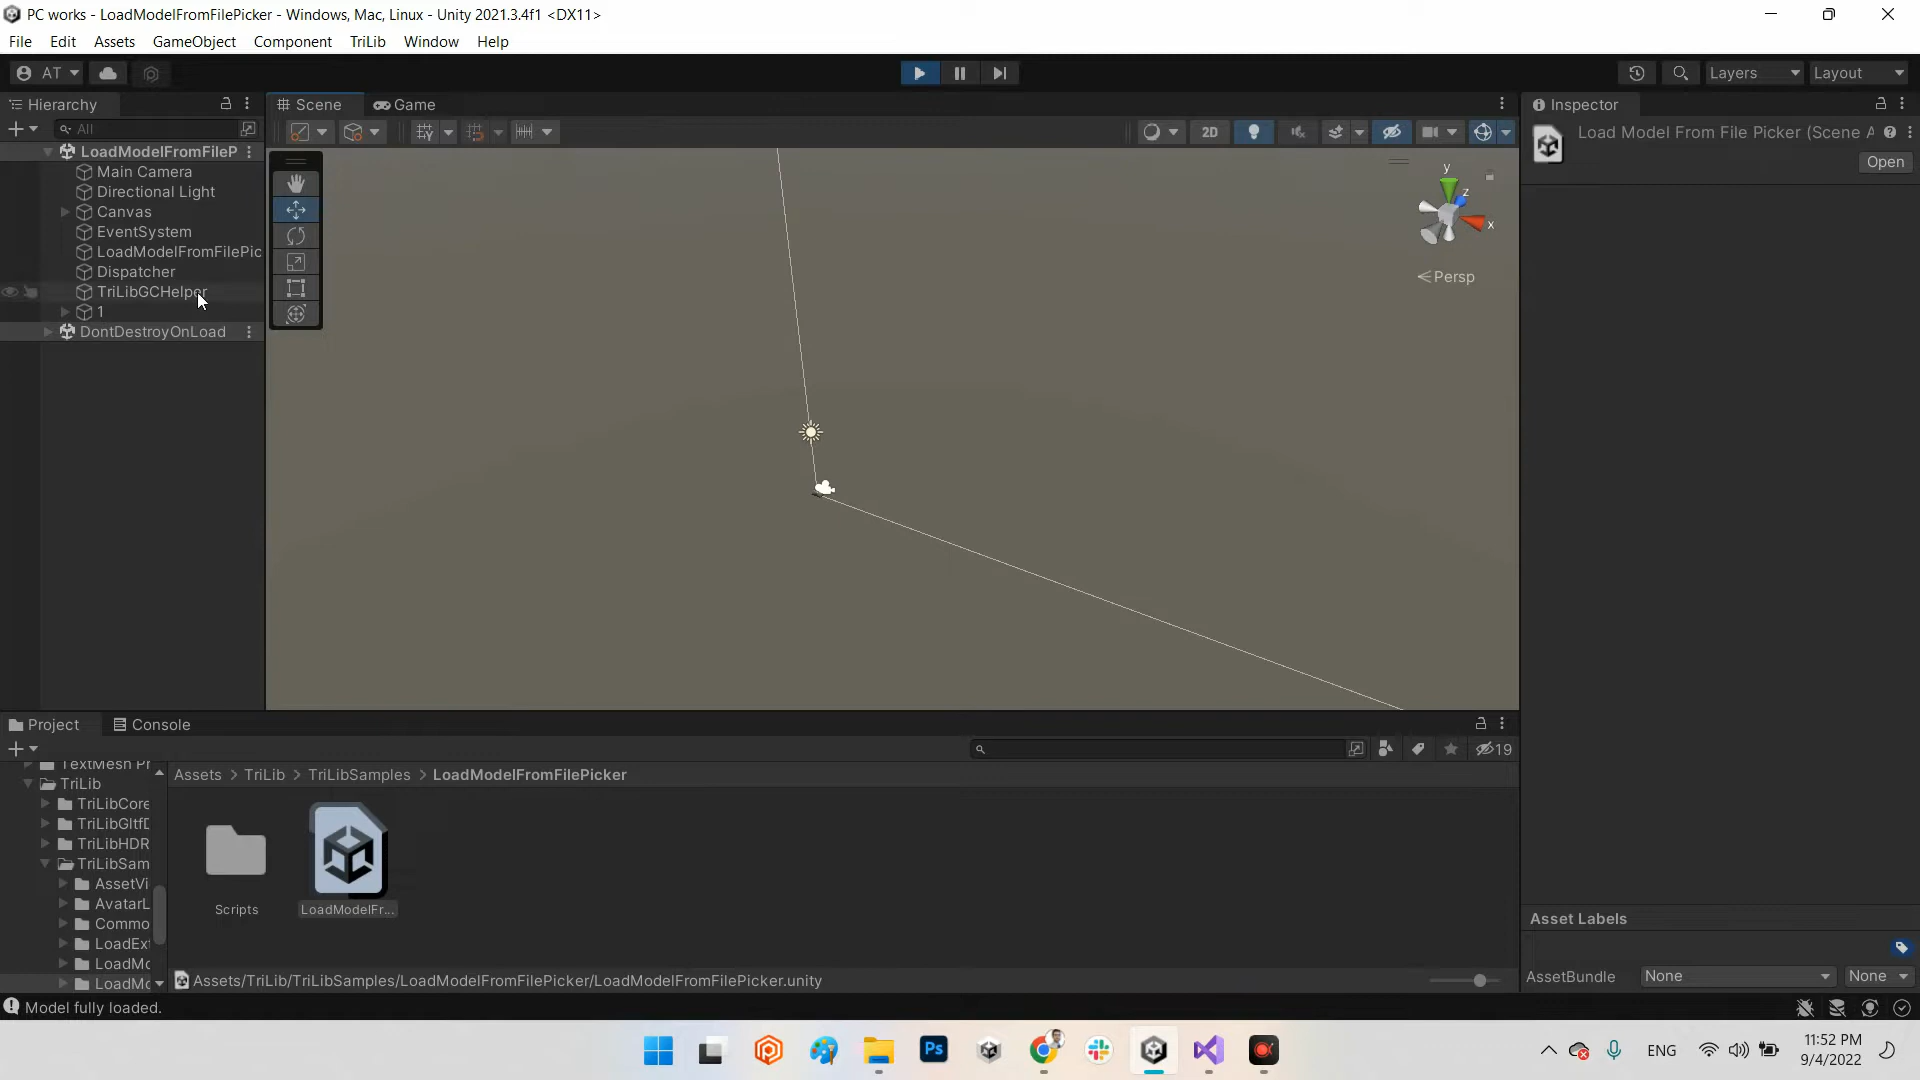 PC works - LoadModelFromFilePicker - Windows, Mac, Linux - Unity 2021.3.4f1 <DX11>
File Edit Assets GameObject Component TriLib Window Help
AT Layers Layout
Hierarchy Scene Game Inspector
All 2D Load Model From File Picker (Scene A
Open
LoadModelFromFileP
Main Camera
Directional Light
Canvas
EventSystem
LoadModelFromFilePic
Dispatcher
TriLibGCHelper
1
DontDestroyOnLoad
y
z
x
Persp
Project Console
19
TextMesh Pr
TriLib
TriLibCore
TriLibGltfD
TriLibHDR
TriLibSam
AssetVi
AvatarL
Commo
LoadExt
LoadMo
LoadMo
Assets > TriLib > TriLibSamples > LoadModelFromFilePicker
Scripts LoadModelFr...
Assets/TriLib/TriLibSamples/LoadModelFromFilePicker/LoadModelFromFilePicker.unity
Asset Labels
AssetBundle None None
Model fully loaded.
Ps
ENG
11:52 PM
9/4/2022